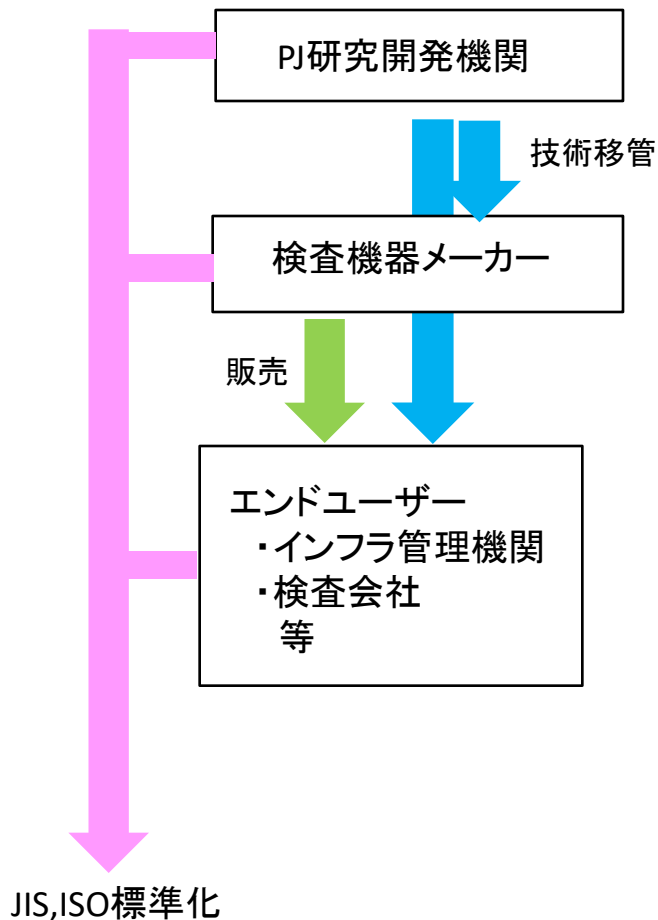 PJ研究開発機関
技術移管
検査機器メーカー
販売
エンドユーザー
・インフラ管理機関
・検査会社
等
JIS,ISO標準化